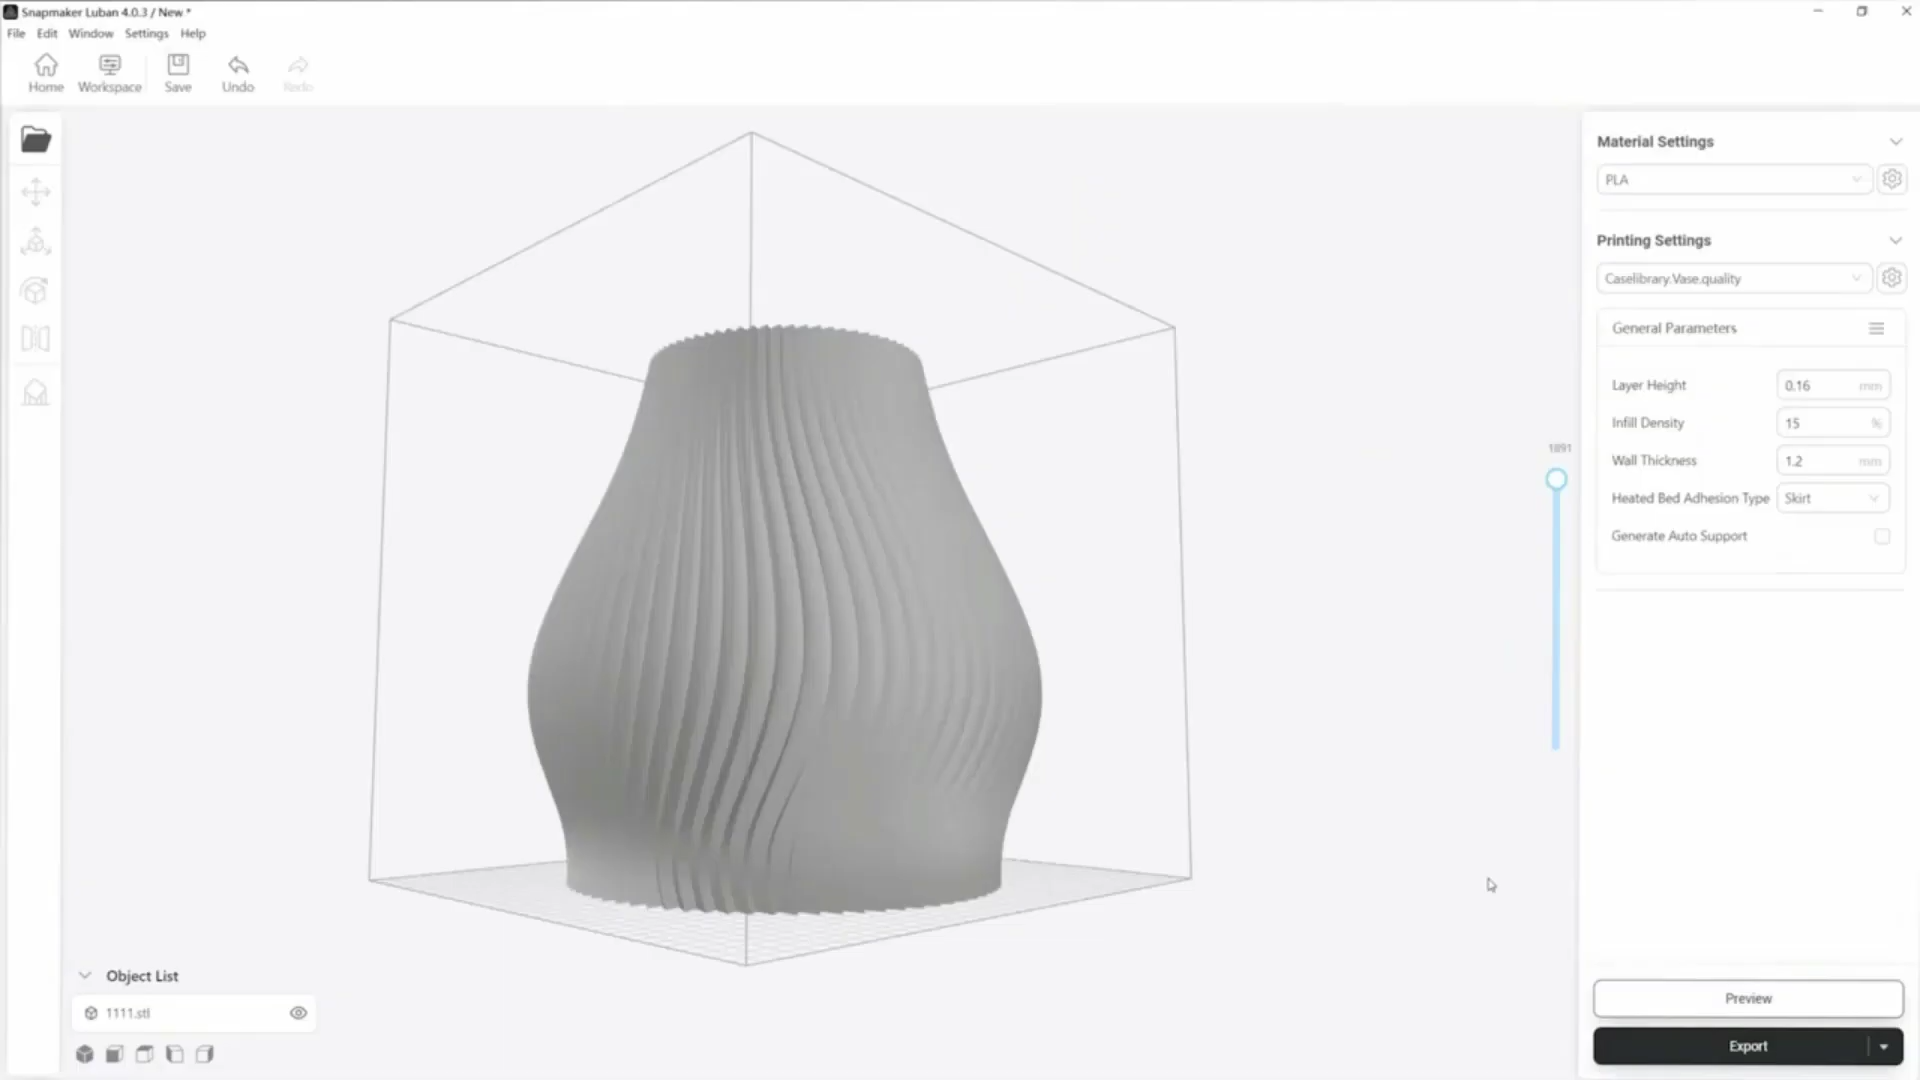 Snapmaker Luban 4.0.3 / New *
File Edit Window Settings Help
Home Workspace Save Undo Redo
Material Settings
PLA
Printing Settings
Caselibrary.Vase.quality
General Parameters
Layer Height 0.16 mm
Infill Density 15 %
Wall Thickness 1.2 mm
Heated Bed Adhesion Type Skirt
Generate Auto Support
1891
Object List
1111.stl
Preview
Export